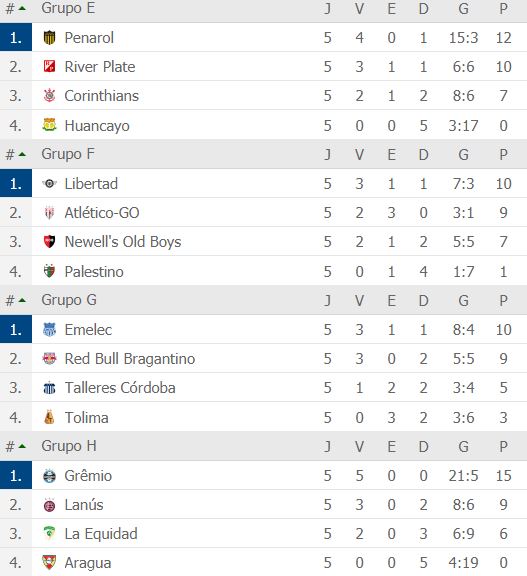 # Grupo E J V E D G P
1. Penarol 5 4 0 1 15:3 12
2. River Plate 5 3 1 1 6:6 10
3. Corinthians 5 2 1 2 8:6 7
4. Huancayo 5 0 0 5 3:17 0
# Grupo F J V E D G P
1. Libertad 5 3 1 1 7:3 10
2. Atlético-GO 5 2 3 0 3:1 9
3. Newell's Old Boys 5 2 1 2 5:5 7
4. Palestino 5 0 1 4 1:7 1
# Grupo G J V E D G P
1. Emelec 5 3 1 1 8:4 10
2. Red Bull Bragantino 5 3 0 2 5:5 9
3. Talleres Córdoba 5 1 2 2 3:4 5
4. Tolima 5 0 3 2 3:6 3
# Grupo H J V E D G P
1. Grêmio 5 5 0 0 21:5 15
2. Lanús 5 3 0 2 8:6 9
3. La Equidad 5 2 0 3 6:9 6
4. Aragua 5 0 0 5 4:19 0